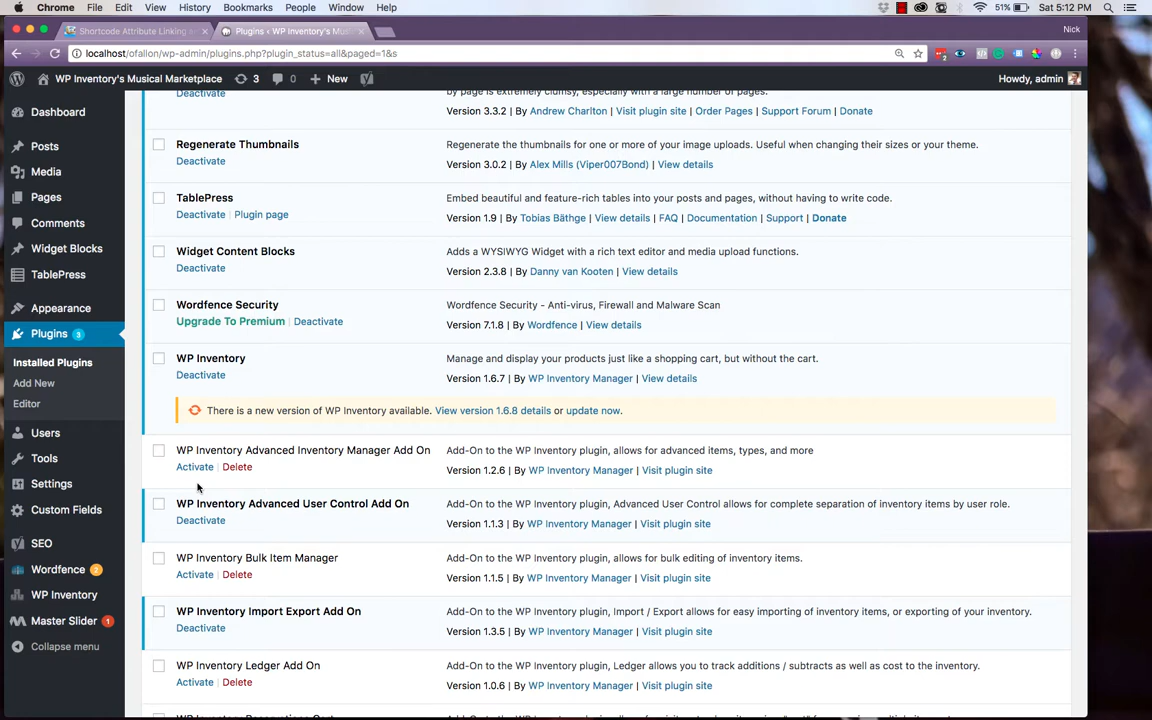 Chrome File Edit View History Bookmarks People Window Help 51% Sat 5:12 PM
Shortcode Attribute Linking Plugins ‹ WP Inventory's Mus Nick
localhost/ofallon/wp-admin/plugins.php?plugin_status=all&paged=1&s
WP Inventory's Musical Marketplace 3 0 New Howdy, admin
Dashboard
Posts
Media
Pages
Comments
Widget Blocks
TablePress
Appearance
Plugins 3
Installed Plugins
Add New
Editor
Users
Tools
Settings
Custom Fields
SEO
Wordfence 2
WP Inventory
Master Slider 1
Collapse menu
Deactivate
by page is extremely clumsy, especially with a large number of pages.
Version 3.3.2 | By Andrew Charlton | Visit plugin site | Order Pages | Support Forum | Donate
Regenerate Thumbnails
Deactivate
Regenerate the thumbnails for one or more of your image uploads. Useful when changing their sizes or your theme.
Version 3.0.2 | By Alex Mills (Viper007Bond) | View details
TablePress
Deactivate | Plugin page
Embed beautiful and feature-rich tables into your posts and pages, without having to write code.
Version 1.9 | By Tobias Bäthge | View details | FAQ | Documentation | Support | Donate
Widget Content Blocks
Deactivate
Adds a WYSIWYG Widget with a rich text editor and media upload functions.
Version 2.3.8 | By Danny van Kooten | View details
Wordfence Security
Upgrade To Premium | Deactivate
Wordfence Security - Anti-virus, Firewall and Malware Scan
Version 7.1.8 | By Wordfence | View details
WP Inventory
Deactivate
Manage and display your products just like a shopping cart, but without the cart.
Version 1.6.7 | By WP Inventory Manager | View details
There is a new version of WP Inventory available. View version 1.6.8 details or update now.
WP Inventory Advanced Inventory Manager Add On
Activate | Delete
Add-On to the WP Inventory plugin, allows for advanced items, types, and more
Version 1.2.6 | By WP Inventory Manager | Visit plugin site
WP Inventory Advanced User Control Add On
Deactivate
Add-On to the WP Inventory plugin, Advanced User Control allows for complete separation of inventory items by user role.
Version 1.1.3 | By WP Inventory Manager | Visit plugin site
WP Inventory Bulk Item Manager
Activate | Delete
Add-On to the WP Inventory plugin, allows for bulk editing of inventory items.
Version 1.1.5 | By WP Inventory Manager | Visit plugin site
WP Inventory Import Export Add On
Deactivate
Add-On to the WP Inventory plugin, Import / Export allows for easy importing of inventory items, or exporting of your inventory.
Version 1.3.5 | By WP Inventory Manager | Visit plugin site
WP Inventory Ledger Add On
Activate | Delete
Add-On to the WP Inventory plugin, Ledger allows you to track additions / subtracts as well as cost to the inventory.
Version 1.0.6 | By WP Inventory Manager | Visit plugin site